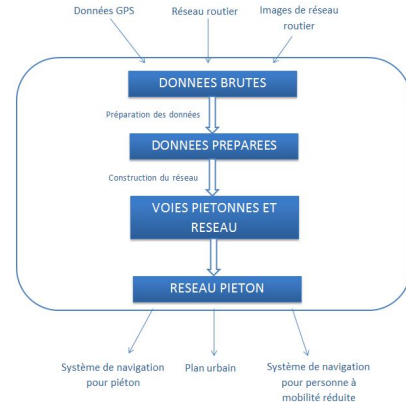 Données GPS
Réseau routier
Images de réseau
routier
DONNEES BRUTES
Préparation des données
DONNEES PREPAREES
Construction du réseau
VOIES PIETONNES ET
RESEAU
RESEAU PIETON
Système de navigation
pour piéton
Plan urbain
Système de navigation
pour personne à
mobilité réduite